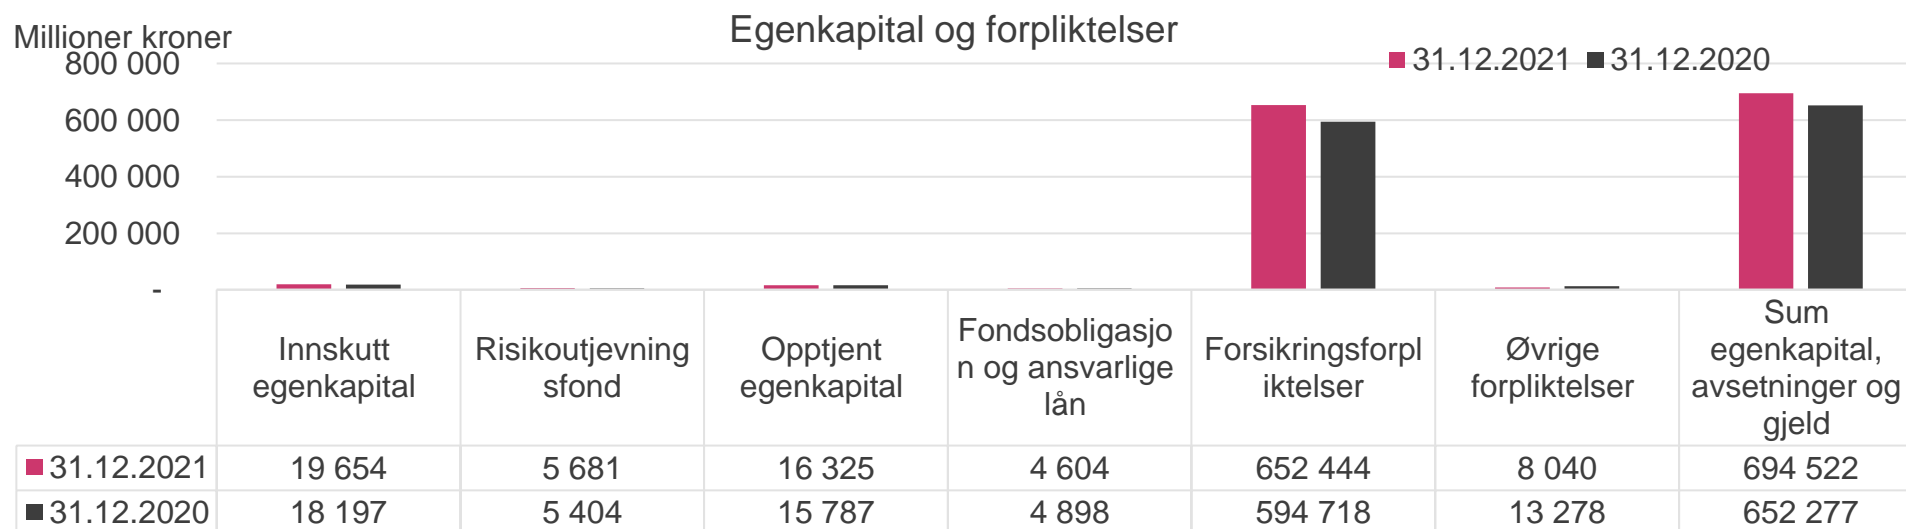 Egenkapital og forpliktelser
Millioner kroner
31.12.2021 31.12.2020
800 000
600 000
400 000
200 000
-
Innskutt
egenkapital
Risikoutjevning
sfond
Opptjent
egenkapital
Fondsobligasjo
n og ansvarlige
lån
Forsikringsforpl
iktelser
Øvrige
forpliktelser
Sum
egenkapital,
avsetninger og
gjeld
31.12.2021 19 654 5 681 16 325 4 604 652 444 8 040 694 522
31.12.2020 18 197 5 404 15 787 4 898 594 718 13 278 652 277